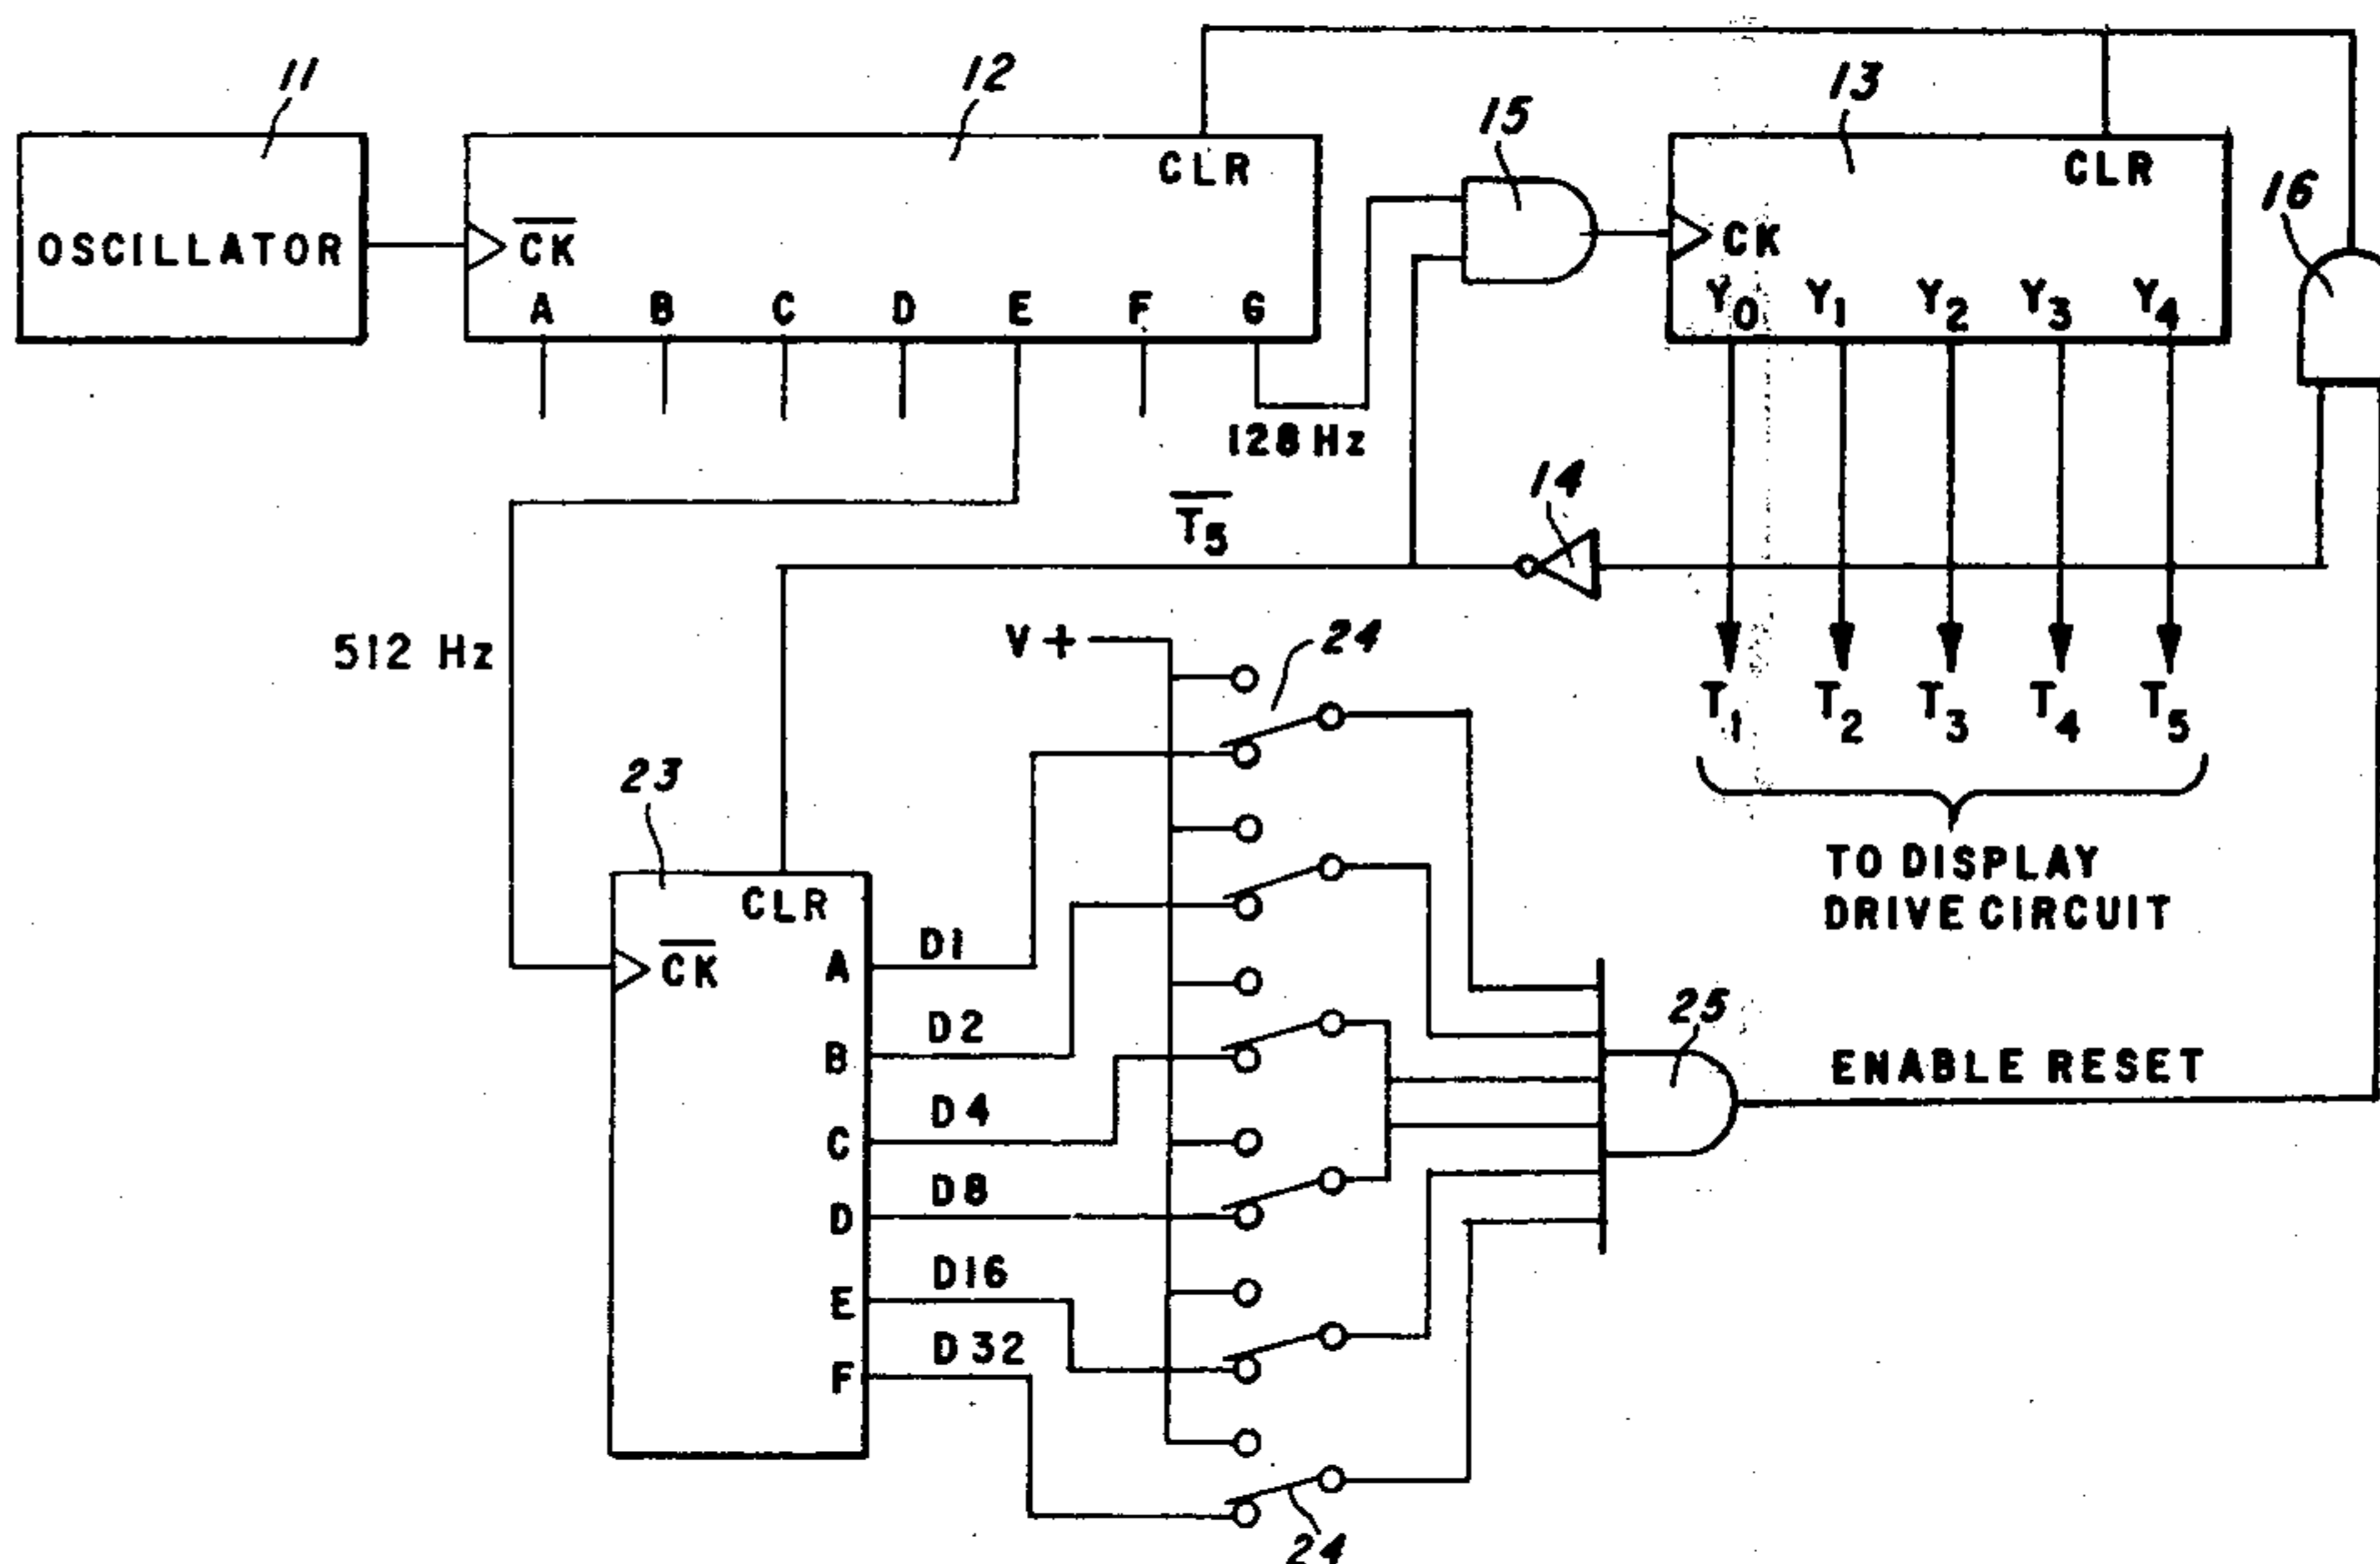 11
12
15
13
16
OSCILLATOR
CK
CLR
A B C D E F G
128 Hz
CK
CLR
Y0 Y1 Y2 Y3 Y4
T5
14
512 Hz
V+
24
T1 T2 T3 T4 T5
TO DISPLAY
DRIVE CIRCUIT
23
CLR
CK
A
B
C
D
E
F
D1
D2
D4
D8
D16
D32
25
ENABLE RESET
24